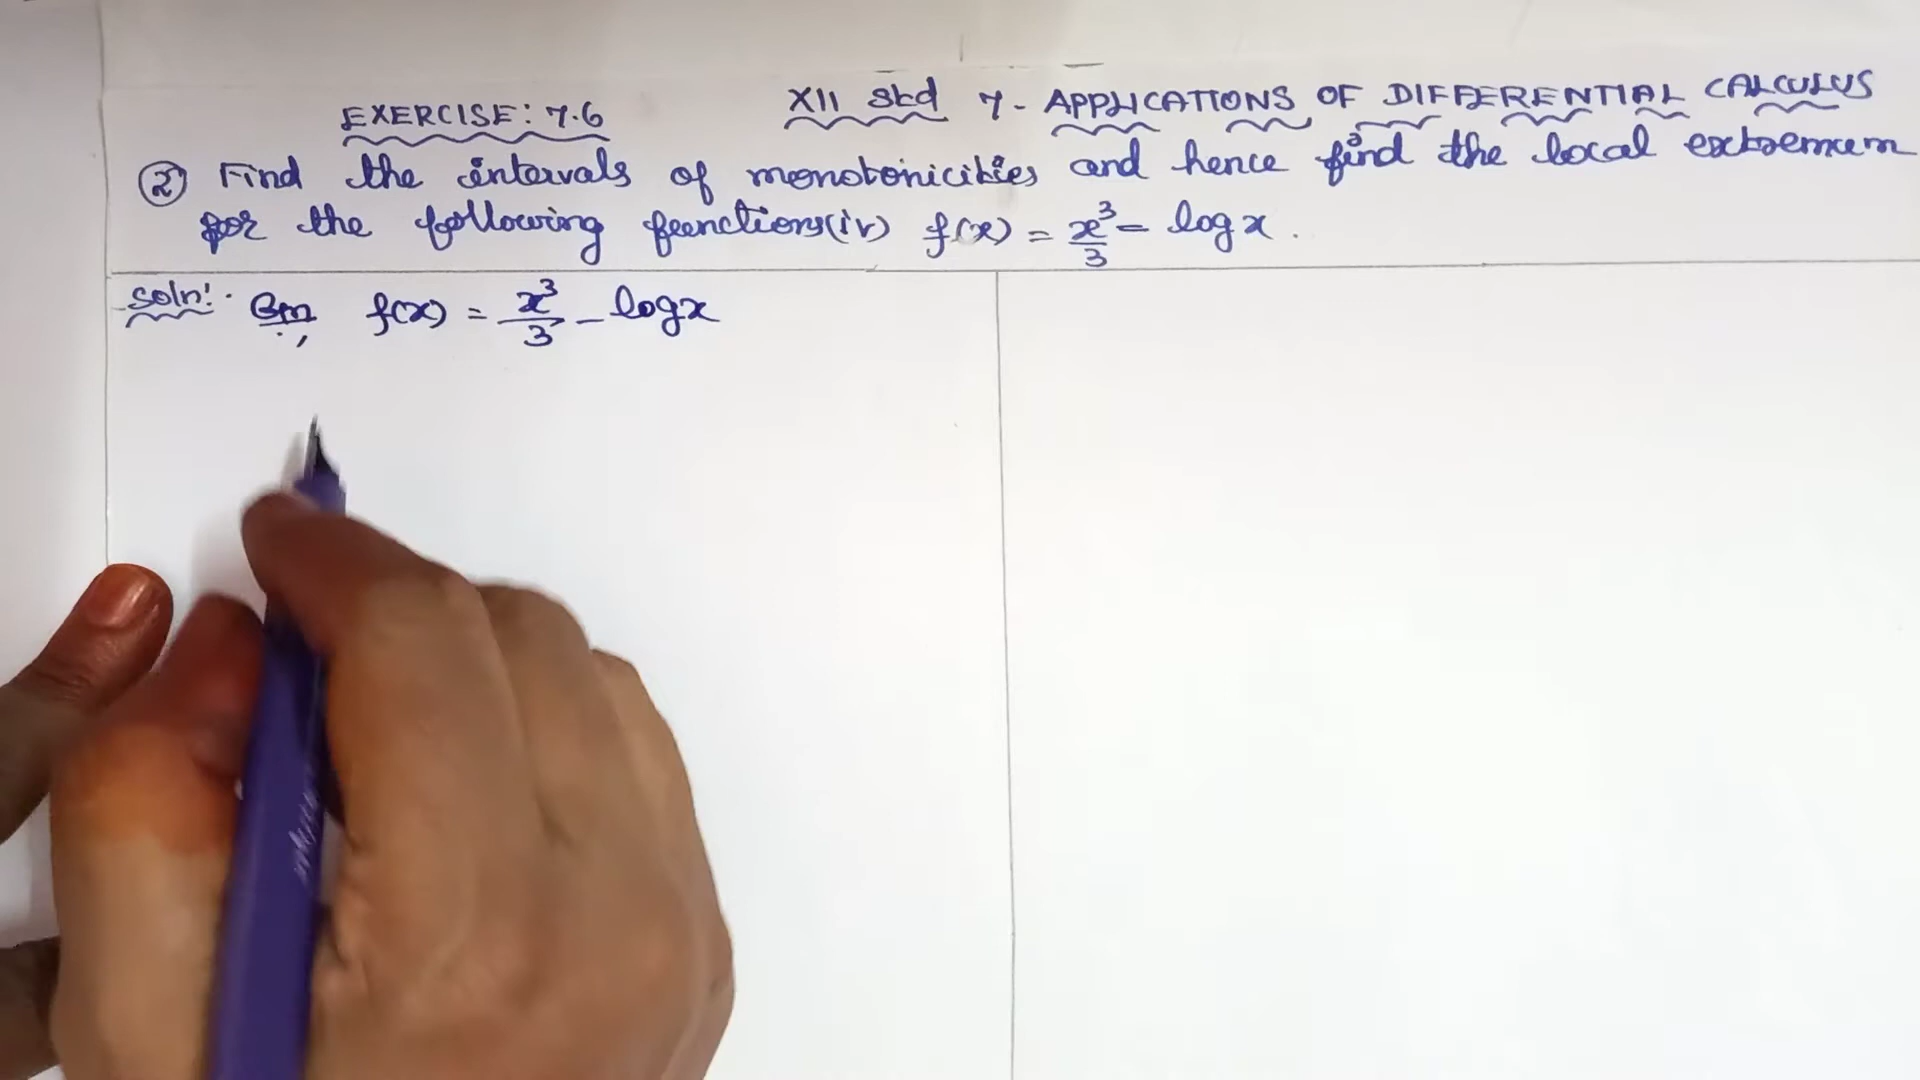 EXERCISE: 7.6 XII Std 7 - APPLICATIONS OF DIFFERENTIAL CALCULUS
② Find the intervals of monotonicities and hence find the local extremum
for the following functions (iv) f(x) = x³/3 - log x .
Soln: Gn f(x) = x³/3 - log x